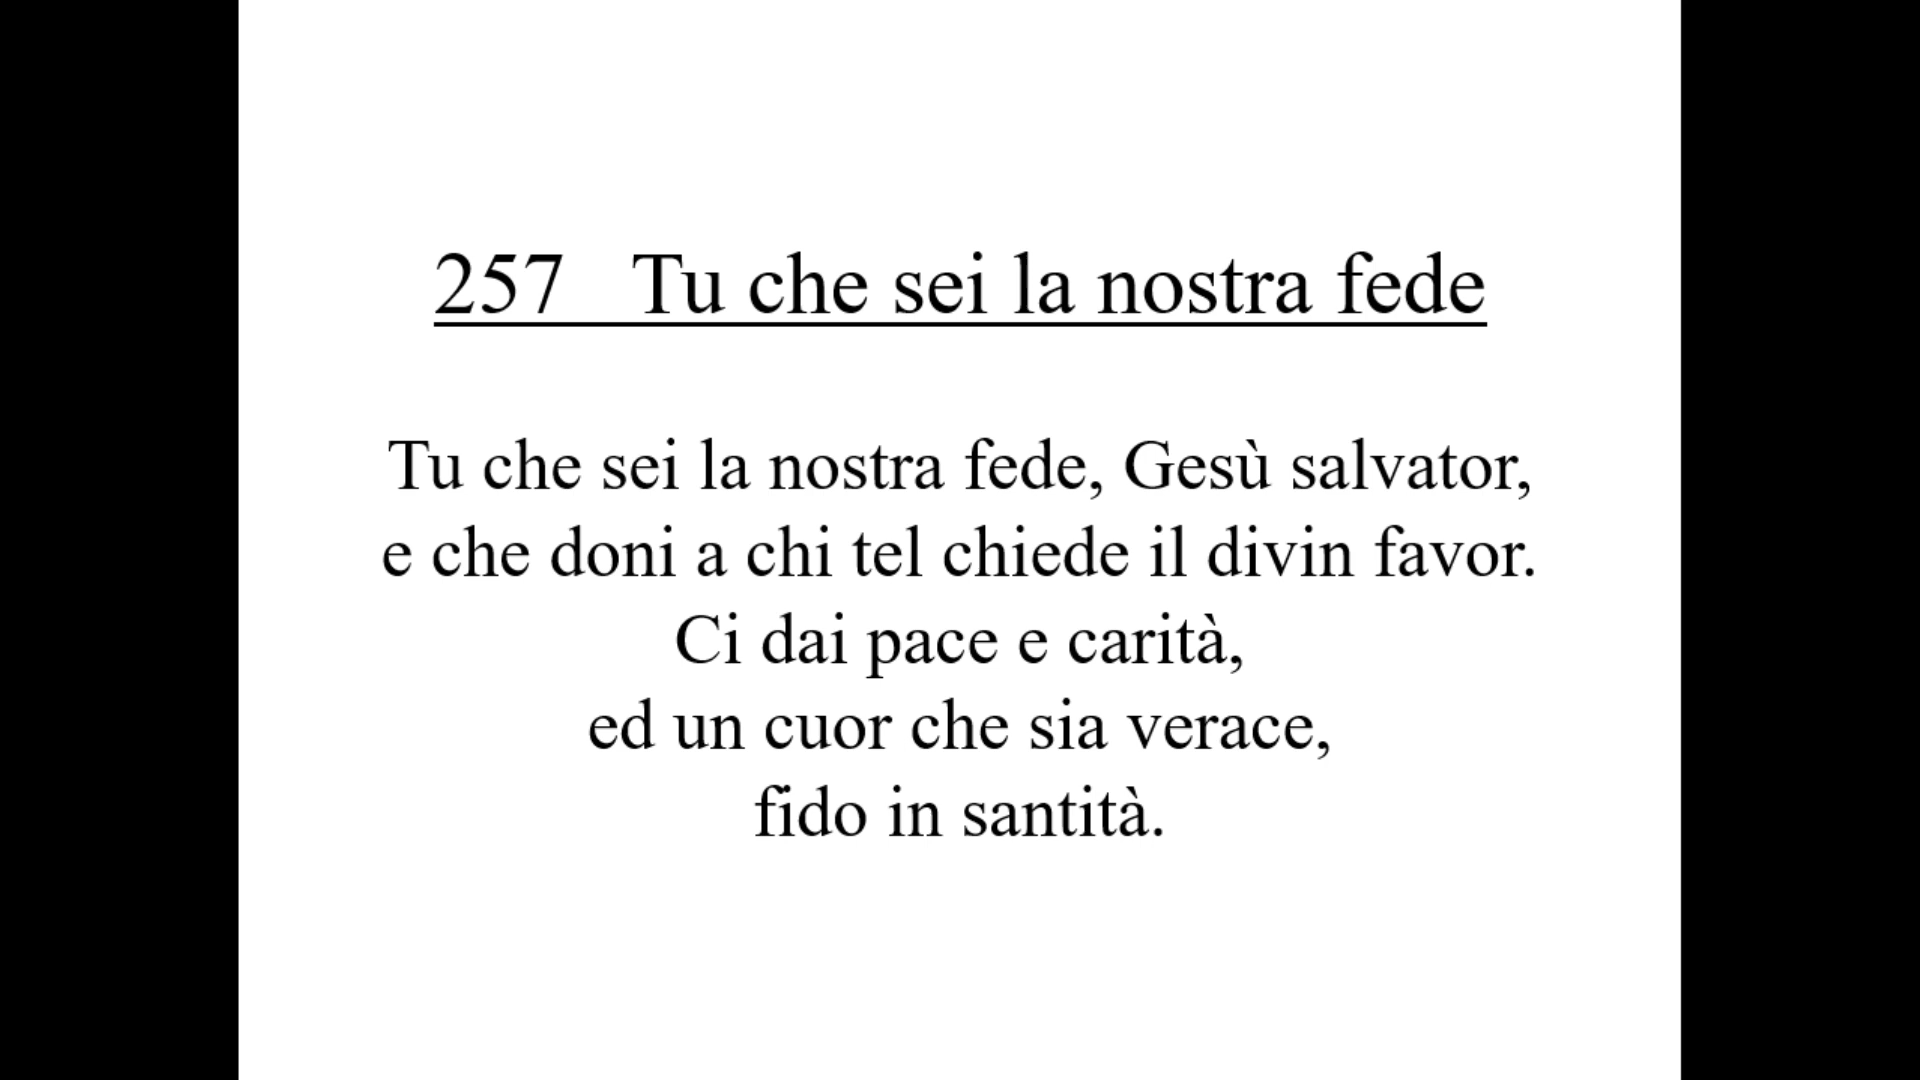 257 Tu che sei la nostra fede
Tu che sei la nostra fede, Gesù salvator,
e che doni a chi tel chiede il divin favor.
Ci dai pace e carità,
ed un cuor che sia verace,
fido in santità.